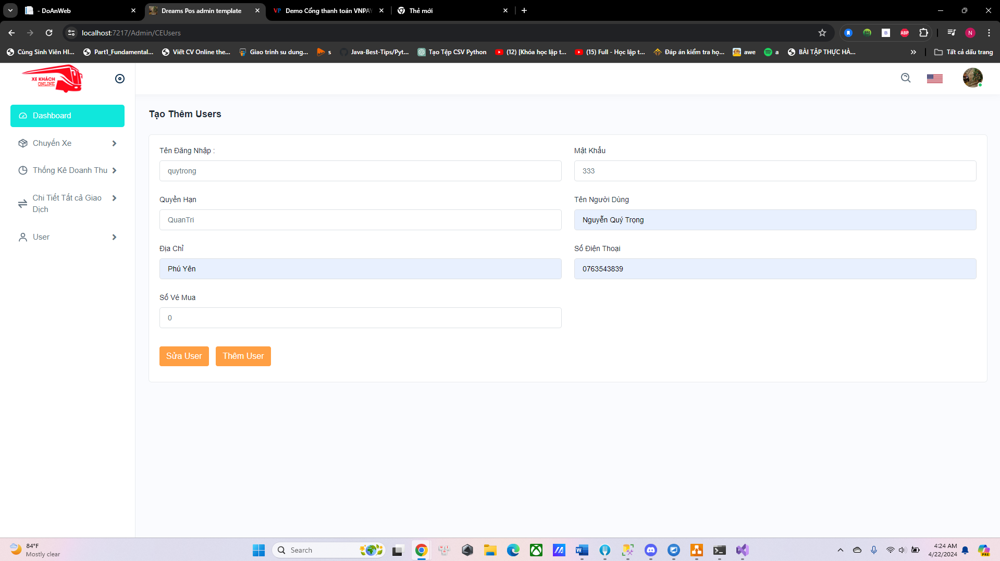 - DoAnWeb
Dreams Pos admin template
Demo Cổng thanh toán VNPAY
Thẻ mới
localhost:7217/Admin/CEUsers
ABP
N
Cùng Sinh Viên HI...
Part1_Fundamental...
Viết CV Online the...
Giao trinh su dung...
s
Java-Best-Tips/Pyt...
Tạo Tệp CSV Python
(12) [Khóa học lập t...
(15) Full - Học lập t...
Đáp án kiểm tra họ...
awe
a
BÀI TẬP THỰC HÀ...
Tất cả dấu trang
XE KHÁCH
ONLINE
Dashboard
Chuyến Xe
Thống Kê Doanh Thu
Chi Tiết Tất cả Giao
Dịch
User
Tạo Thêm Users
Tên Đăng Nhập :
quytrong
Mật Khẩu
333
Quyền Hạn
QuanTri
Tên Người Dùng
Nguyễn Quý Trọng
Địa Chỉ
Phú Yên
Số Điện Thoại
0763543839
Số Vé Mua
0
Sửa User
Thêm User
84°F
Mostly clear
Search
4:24 AM
4/22/2024
PRE